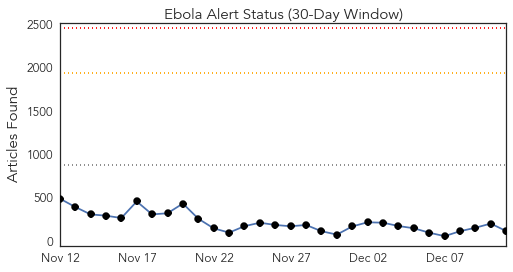 Ebola Alert Status (30-Day Window)
Articles Found
2500
2000
1500
1000
500
0
Nov 12 Nov 17 Nov 22 Nov 27 Dec 02 Dec 07